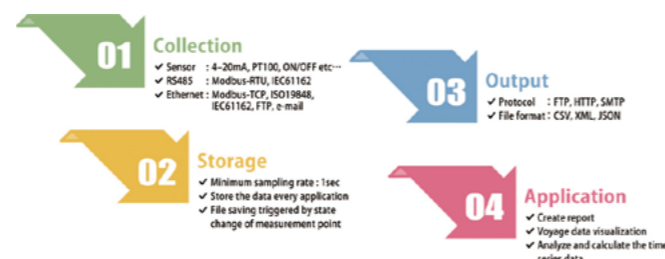 01
Collection
✓ Sensor : 4-20mA, PT100, ON/OFF etc…
✓ RS485 : Modbus-RTU, IEC61162
✓ Ethernet : Modbus-TCP, ISO19848,
IEC61162, FTP, e-mail
02
Storage
✓ Minimum sampling rate : 1sec
✓ Store the data every application
✓ File saving triggered by state
change of measurement point
03
Output
✓ Protocol : FTP, HTTP, SMTP
✓ File format : CSV, XML, JSON
04
Application
✓ Create report
✓ Voyage data visualization
✓ Analyze and calculate the time
series data